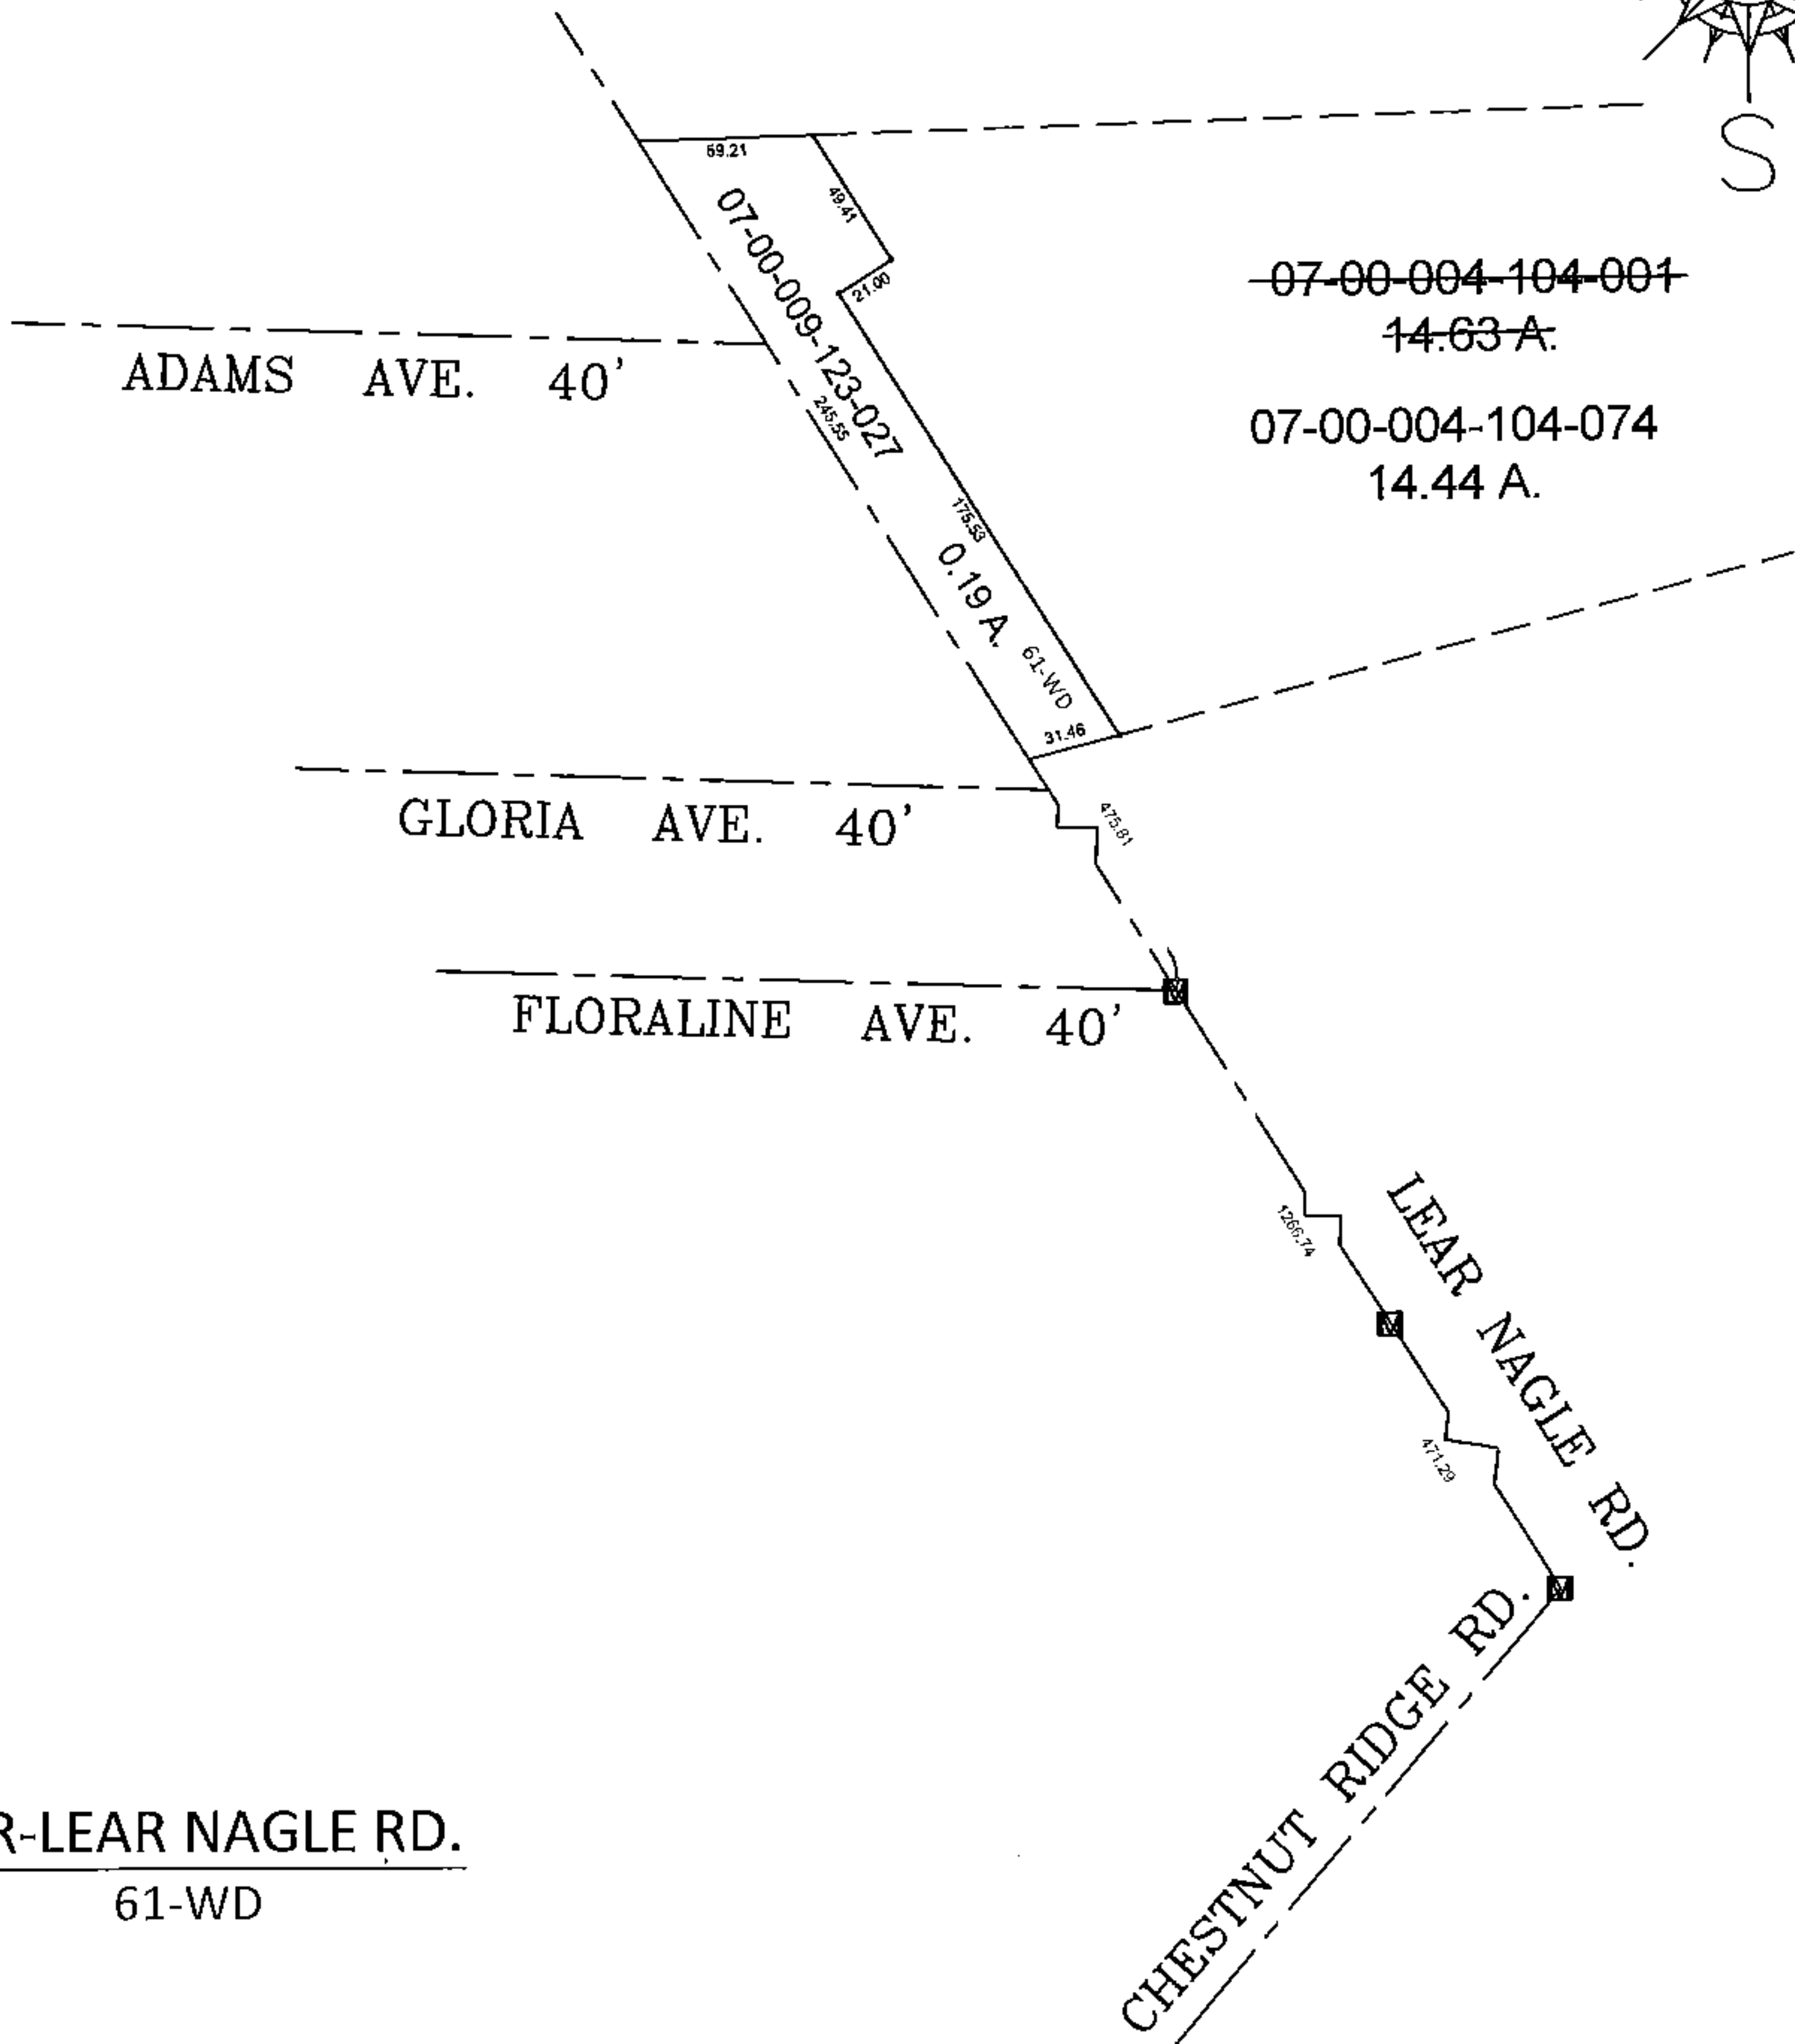 S
59.21
49.41
21.00
07-00-009-123-027
245.55
175.53
0.19 A.
61-WD
31.46
07-00-004-104-001
14.63 A.
07-00-004-104-074
14.44 A.
ADAMS AVE. 40'
GLORIA AVE. 40'
475.81
FLORALINE AVE. 40'
1266.74
LEAR NAGLE RD.
471.29
CHESTNUT RIDGE RD.
R-LEAR NAGLE RD.
61-WD